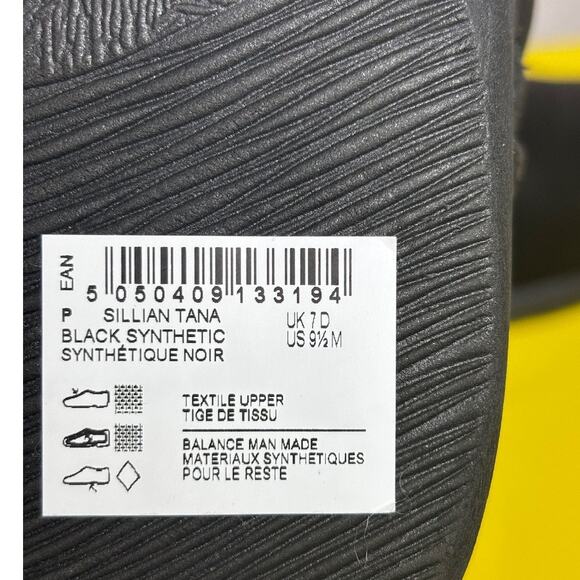 EAN
5 050409 133194
P SILLIAN TANA UK 7 D
BLACK SYNTHETIC US 9½ M
SYNTHÉTIQUE NOIR
TEXTILE UPPER
TIGE DE TISSU
BALANCE MAN MADE
MATERIAUX SYNTHETIQUES
POUR LE RESTE